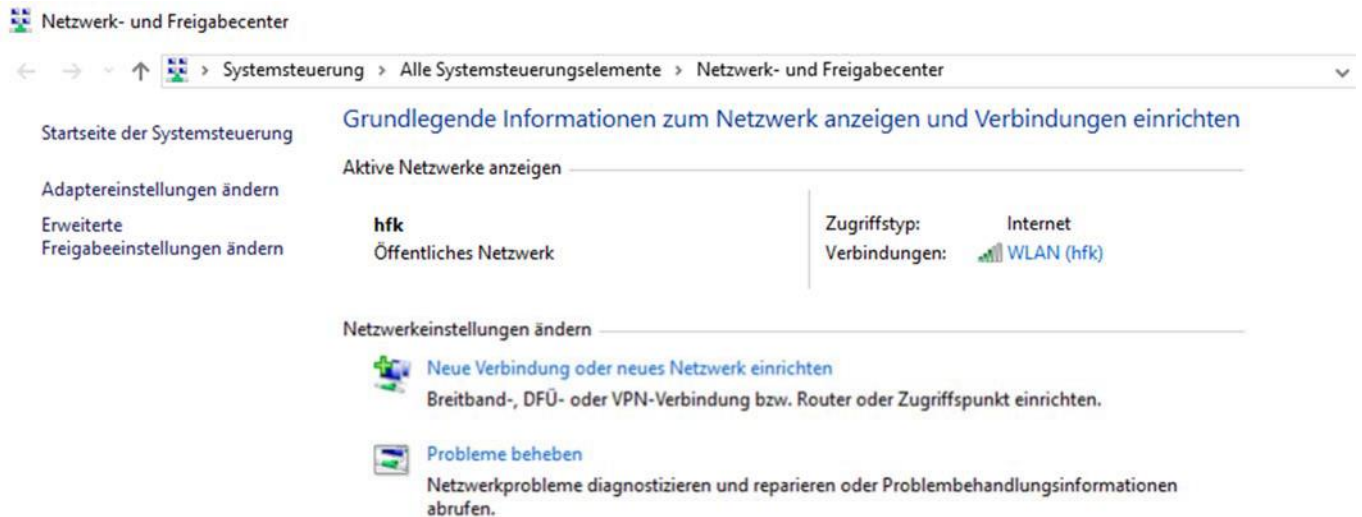 Netzwerk- und Freigabecenter
Systemsteuerung > Alle Systemsteuerungselemente > Netzwerk- und Freigabecenter
Startseite der Systemsteuerung
Adaptereinstellungen ändern
Erweiterte
Freigabeeinstellungen ändern
Grundlegende Informationen zum Netzwerk anzeigen und Verbindungen einrichten
Aktive Netzwerke anzeigen
hfk
Öffentliches Netzwerk
Zugriffstyp: Internet
Verbindungen: WLAN (hfk)
Netzwerkeinstellungen ändern
Neue Verbindung oder neues Netzwerk einrichten
Breitband-, DFÜ- oder VPN-Verbindung bzw. Router oder Zugriffspunkt einrichten.
Probleme beheben
Netzwerkprobleme diagnostizieren und reparieren oder Problembehandlungsinformationen
abrufen.